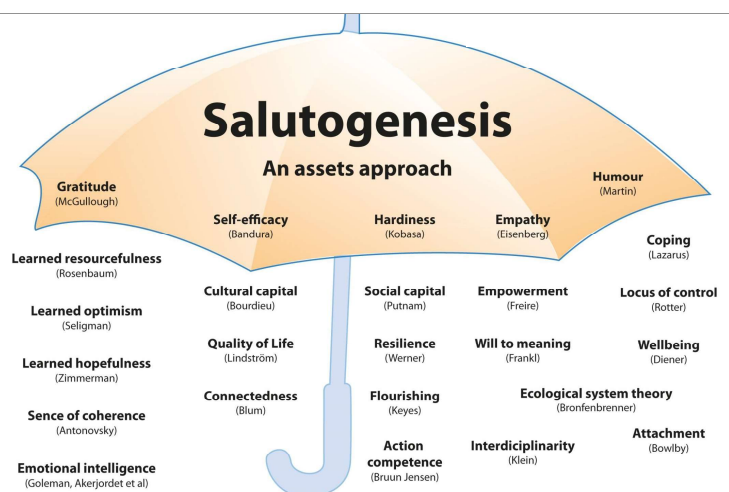 Salutogenesis
An assets approach
Gratitude
(McGullough)
Humour
(Martin)
Self-efficacy
(Bandura)
Hardiness
(Kobasa)
Empathy
(Eisenberg)
Coping
(Lazarus)
Learned resourcefulness
(Rosenbaum)
Cultural capital
(Bourdieu)
Social capital
(Putnam)
Empowerment
(Freire)
Locus of control
(Rotter)
Learned optimism
(Seligman)
Quality of Life
(Lindström)
Resilience
(Werner)
Will to meaning
(Frankl)
Wellbeing
(Diener)
Learned hopefulness
(Zimmerman)
Connectedness
(Blum)
Flourishing
(Keyes)
Ecological system theory
(Bronfenbrenner)
Sence of coherence
(Antonovsky)
Action
competence
(Bruun Jensen)
Interdiciplinarity
(Klein)
Attachment
(Bowlby)
Emotional intelligence
(Goleman, Akerjordet et al)